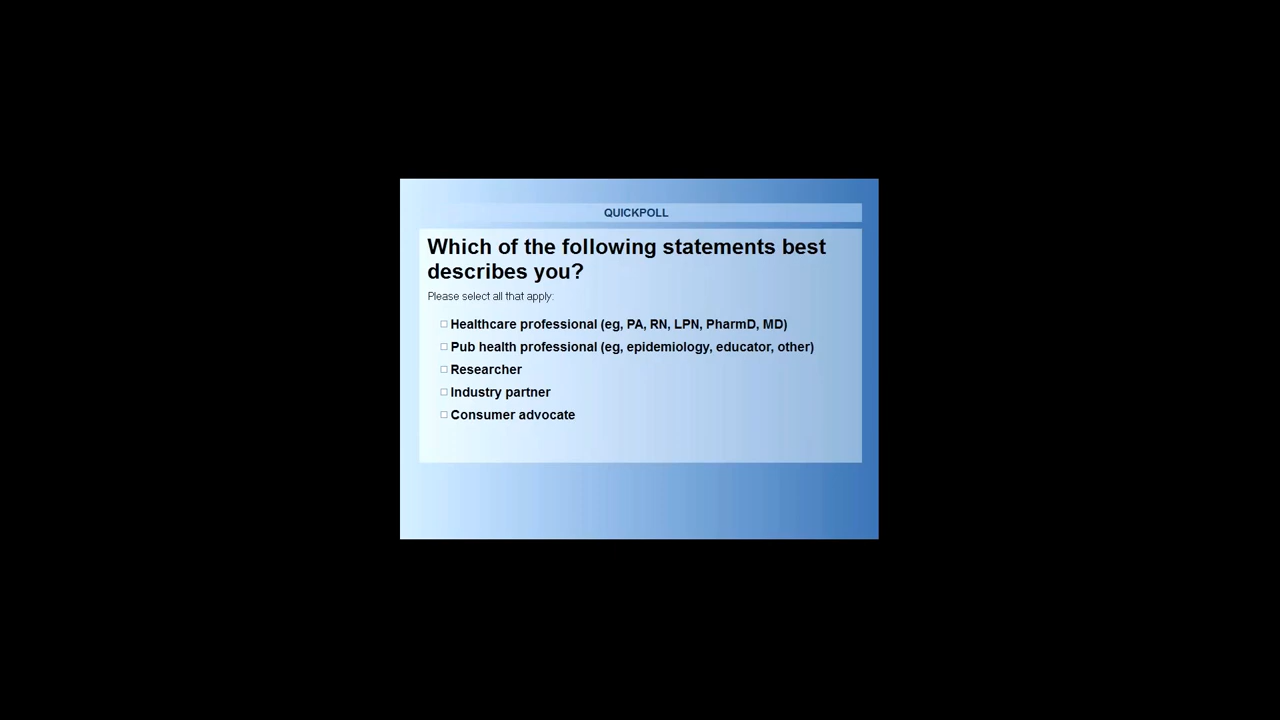 QUICKPOLL
Which of the following statements best
describes you?
Please select all that apply:
Healthcare professional (eg, PA, RN, LPN, PharmD, MD)
Pub health professional (eg, epidemiology, educator, other)
Researcher
Industry partner
Consumer advocate